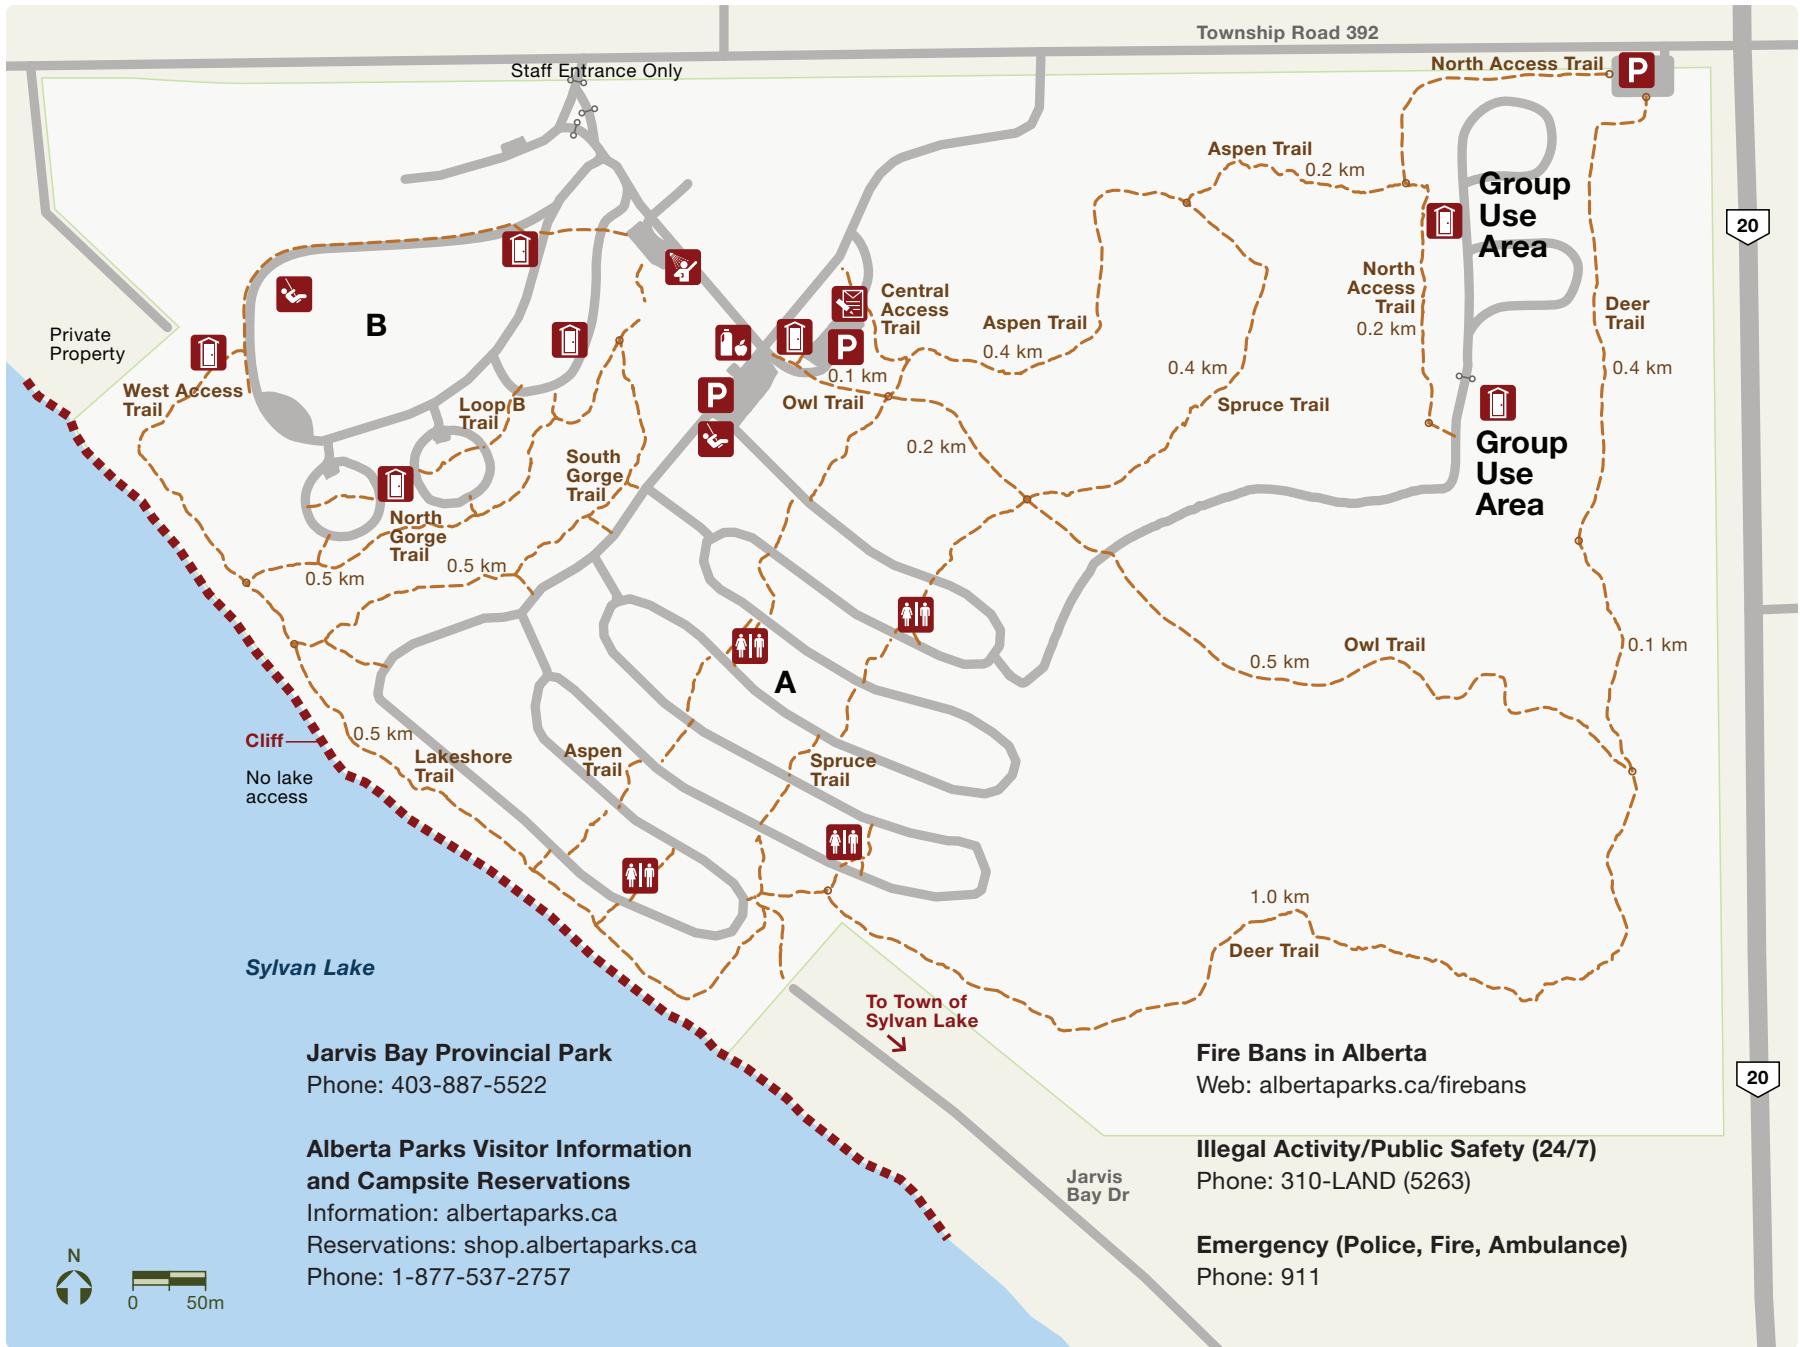 Township Road 392
Staff Entrance Only
North Access Trail
P
Aspen Trail
0.2 km
Group
Use
Area
20
North
Access
Trail
0.2 km
Deer
Trail
0.4 km
Central
Access
Trail
Aspen Trail
0.4 km
0.4 km
Spruce Trail
B
Private
Property
West Access
Trail
Loop B
Trail
P
P
0.1 km
Owl Trail
0.2 km
Group
Use
Area
South
Gorge
Trail
North
Gorge
Trail
0.5 km
0.5 km
A
Owl Trail
0.5 km
0.1 km
Cliff
No lake
access
0.5 km
Lakeshore
Trail
Aspen
Trail
Spruce
Trail
1.0 km
Deer Trail
Sylvan Lake
To Town of
Sylvan Lake
Jarvis
Bay Dr
20
Jarvis Bay Provincial Park
Phone: 403-887-5522
Alberta Parks Visitor Information
and Campsite Reservations
Information: albertaparks.ca
Reservations: shop.albertaparks.ca
Phone: 1-877-537-2757
Fire Bans in Alberta
Web: albertaparks.ca/firebans
Illegal Activity/Public Safety (24/7)
Phone: 310-LAND (5263)
Emergency (Police, Fire, Ambulance)
Phone: 911
N
0 50m